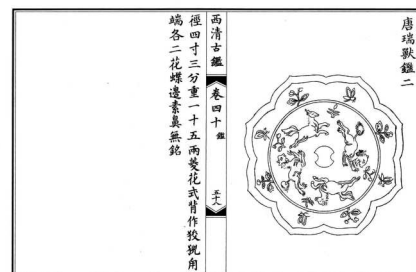 唐瑞獸鑑二
西清古鑑
卷四十 鑑
五十八
徑四寸三分重一十五兩菱花式背作狡猊角
端各二花蝶邊素鼻無銘